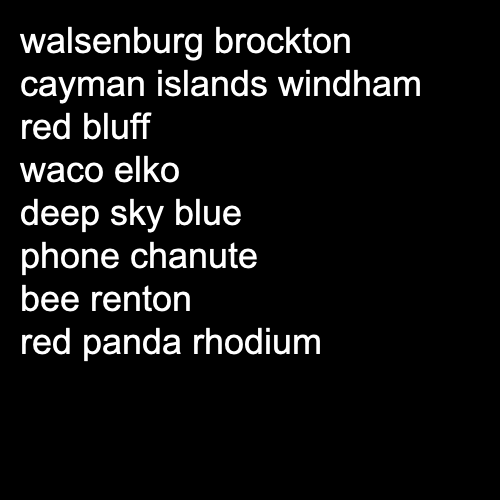 walsenburg brockton
cayman islands windham
red bluff
waco elko
deep sky blue
phone chanute
bee renton
red panda rhodium